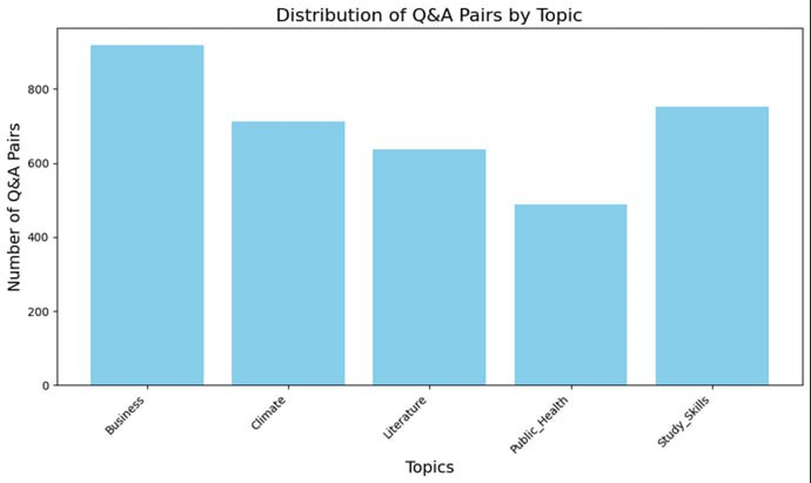 Distribution of Q&A Pairs by Topic
Number of Q&A Pairs
800
600
400
200
0
Business
Climate
Literature
Public_Health
Study_Skills
Topics